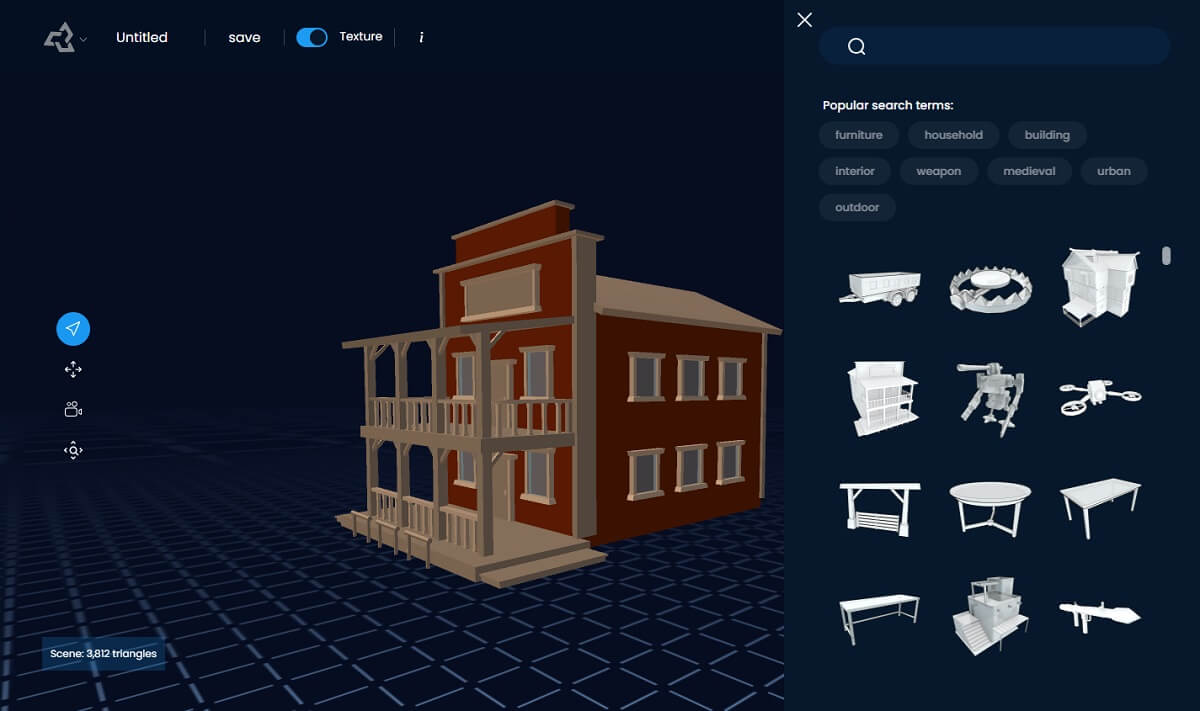 Untitled
save
Texture
i
Popular search terms:
furniture household building
interior weapon medieval urban
outdoor
Scene: 3,812 triangles